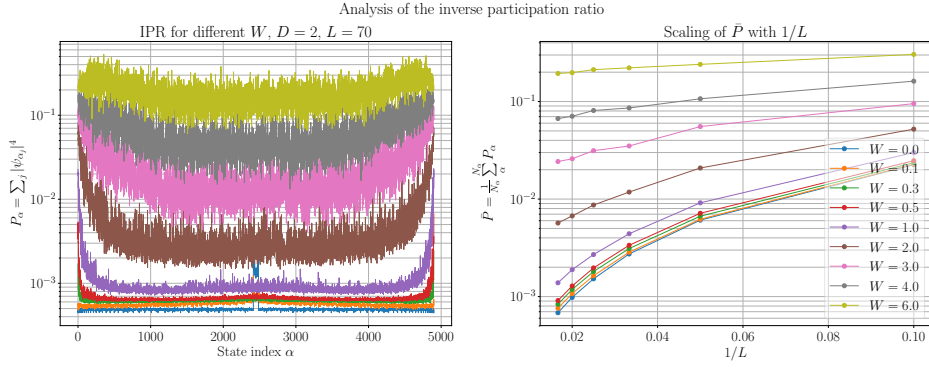 Analysis of the inverse participation ratio
IPR for different W, D = 2, L = 70
10⁻¹
10⁻²
10⁻³
P_α = ∑_j |ψ_{α_j}|⁴
0 1000 2000 3000 4000 5000
State index α
Scaling of P̄ with 1/L
10⁻¹
10⁻²
10⁻³
P̄ = 1/N_α ∑_α^{N_α} P_α
0.02 0.04 0.06 0.08 0.10
1/L
W = 0.0
W = 0.1
W = 0.3
W = 0.5
W = 1.0
W = 2.0
W = 3.0
W = 4.0
W = 6.0